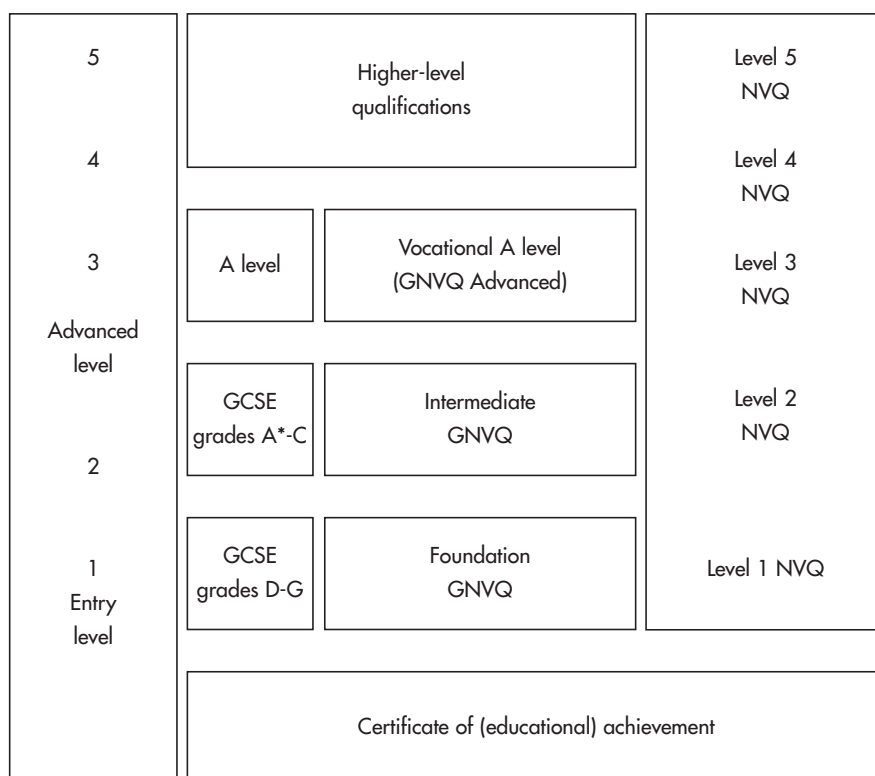 5
4
3
Advanced
level
2
1
Entry
level
Higher-level
qualifications
A level
Vocational A level
(GNVQ Advanced)
GCSE
grades A*-C
Intermediate
GNVQ
GCSE
grades D-G
Foundation
GNVQ
Level 5
NVQ
Level 4
NVQ
Level 3
NVQ
Level 2
NVQ
Level 1 NVQ
Certificate of (educational) achievement